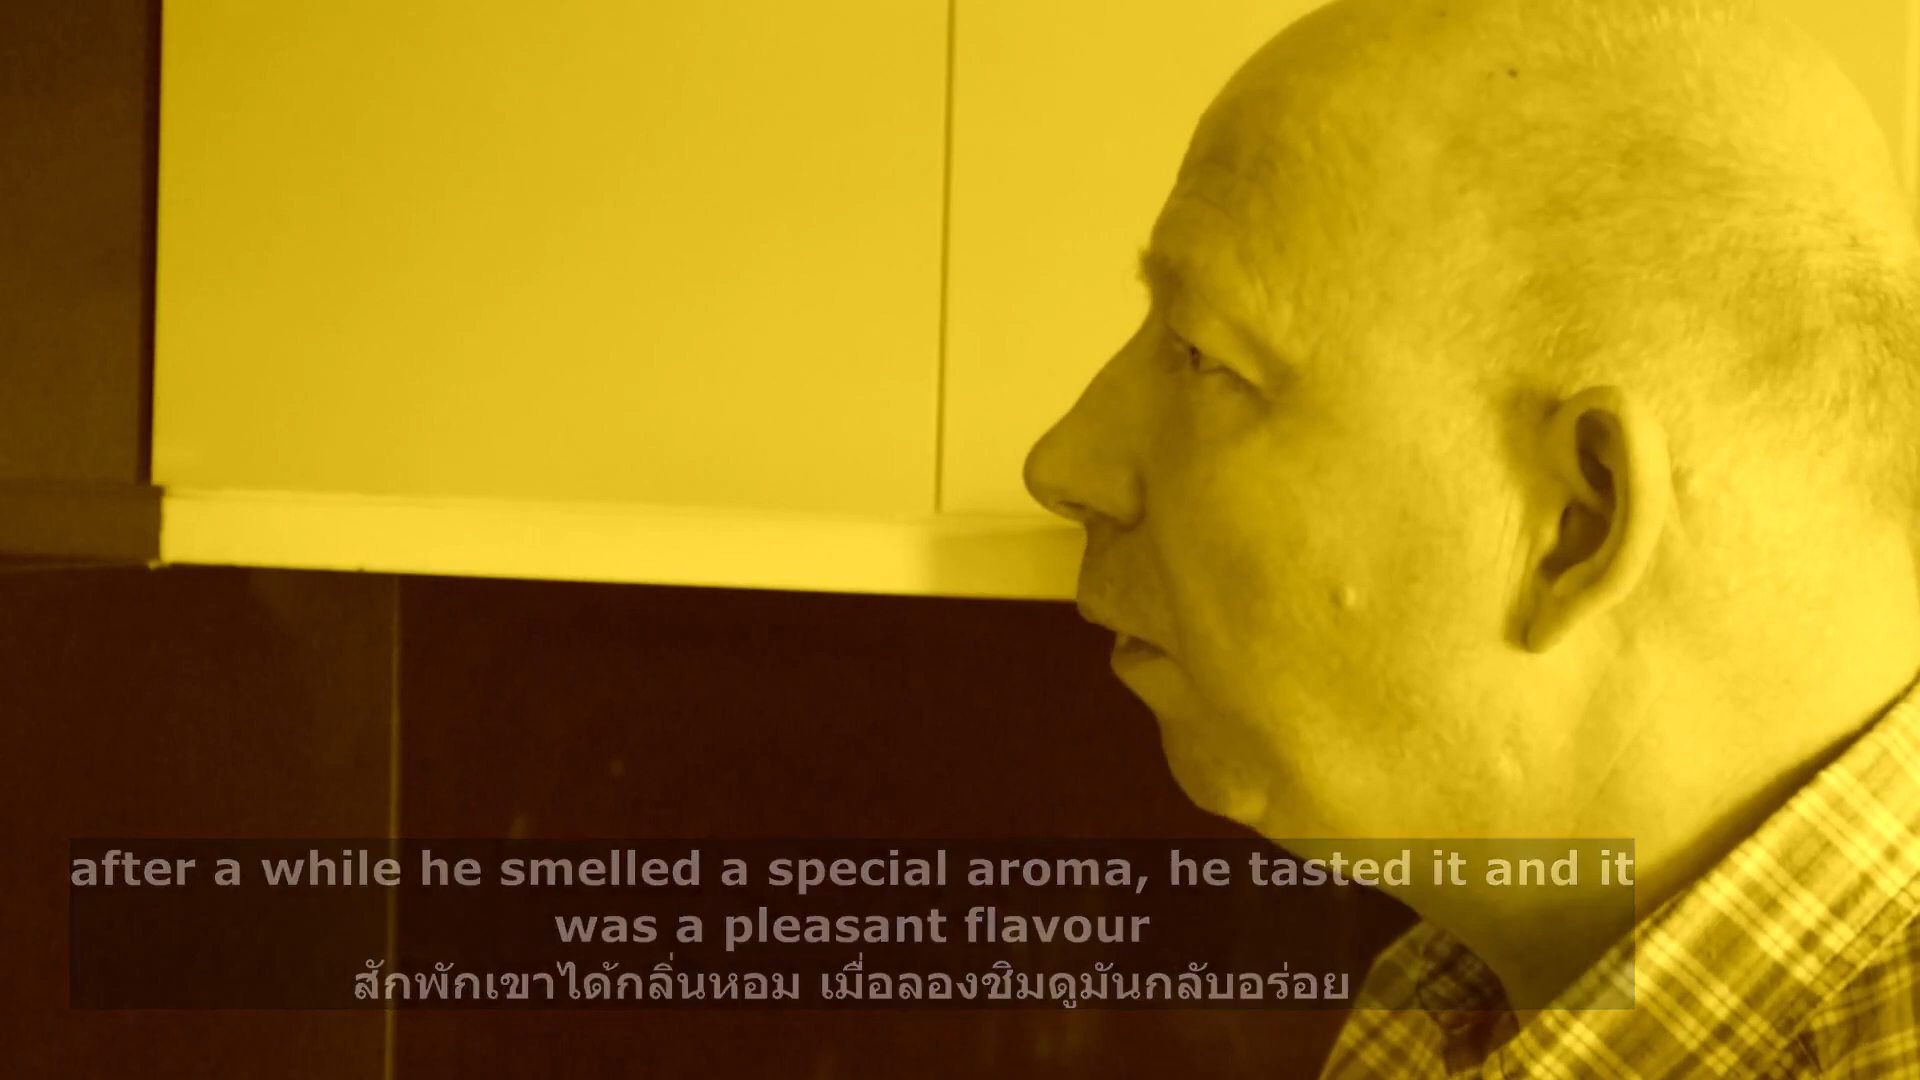 after a while he smelled a special aroma, he tasted it and it
was a pleasant flavour
สักพักเขาได้กลิ่นหอม เมื่อลองชิมดูมันกลับอร่อย